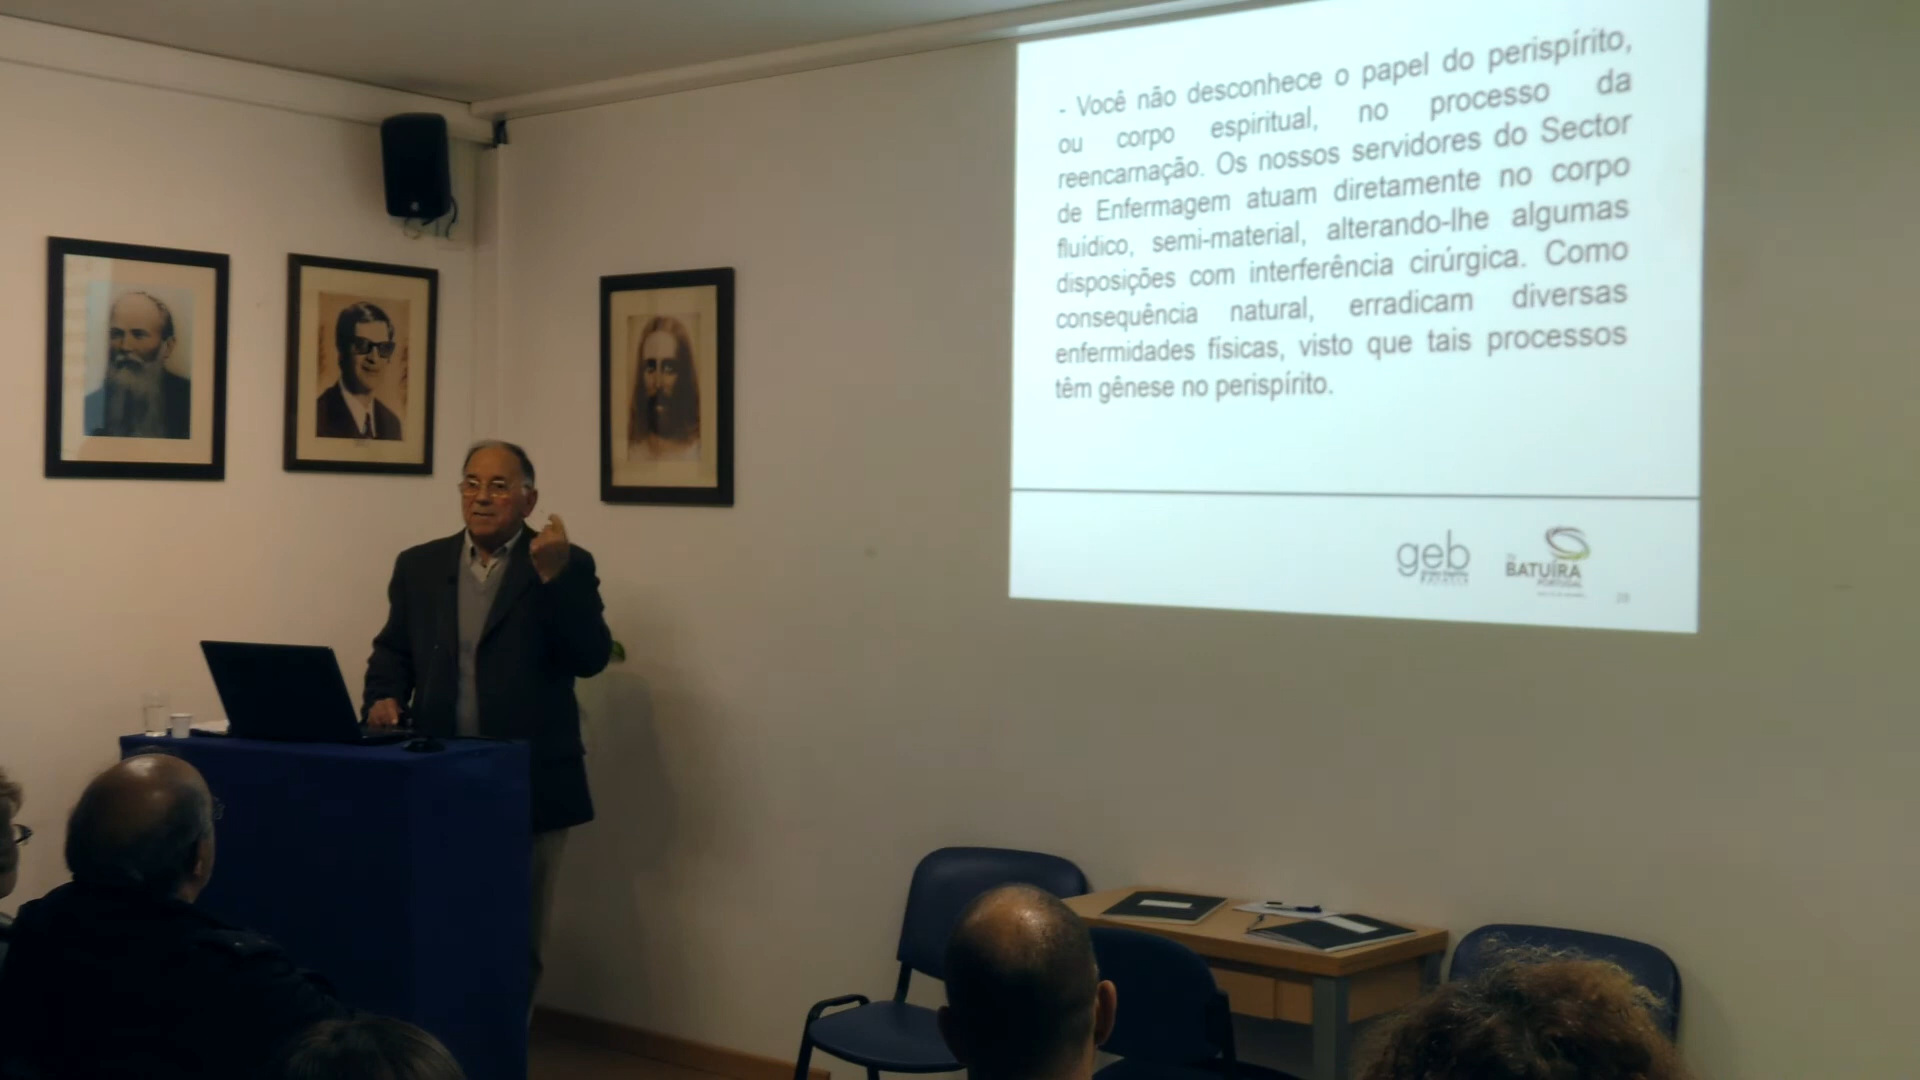 - Você não desconhece o papel do perispírito,
ou corpo espiritual, no processo da
reencarnação. Os nossos servidores do Sector
de Enfermagem atuam diretamente no corpo
fluídico, semi-material, alterando-lhe algumas
disposições com interferência cirúrgica. Como
consequência natural, erradicam diversas
enfermidades físicas, visto que tais processos
têm gênese no perispírito.
geb
BATUÍRA
PORTUGAL